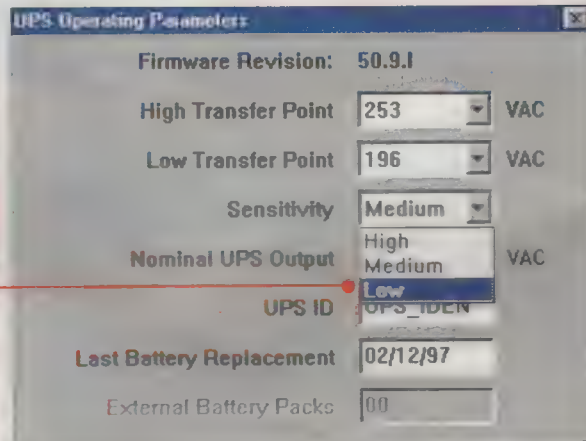 UPS Operating Parameters
Firmware Revision: 50.9.I
High Transfer Point 253 VAC
Low Transfer Point 196 VAC
Sensitivity Medium
High
Nominal UPS Output Medium VAC
Low
UPS ID UPS_IDEN
Last Battery Replacement 02/12/97
External Battery Packs 00